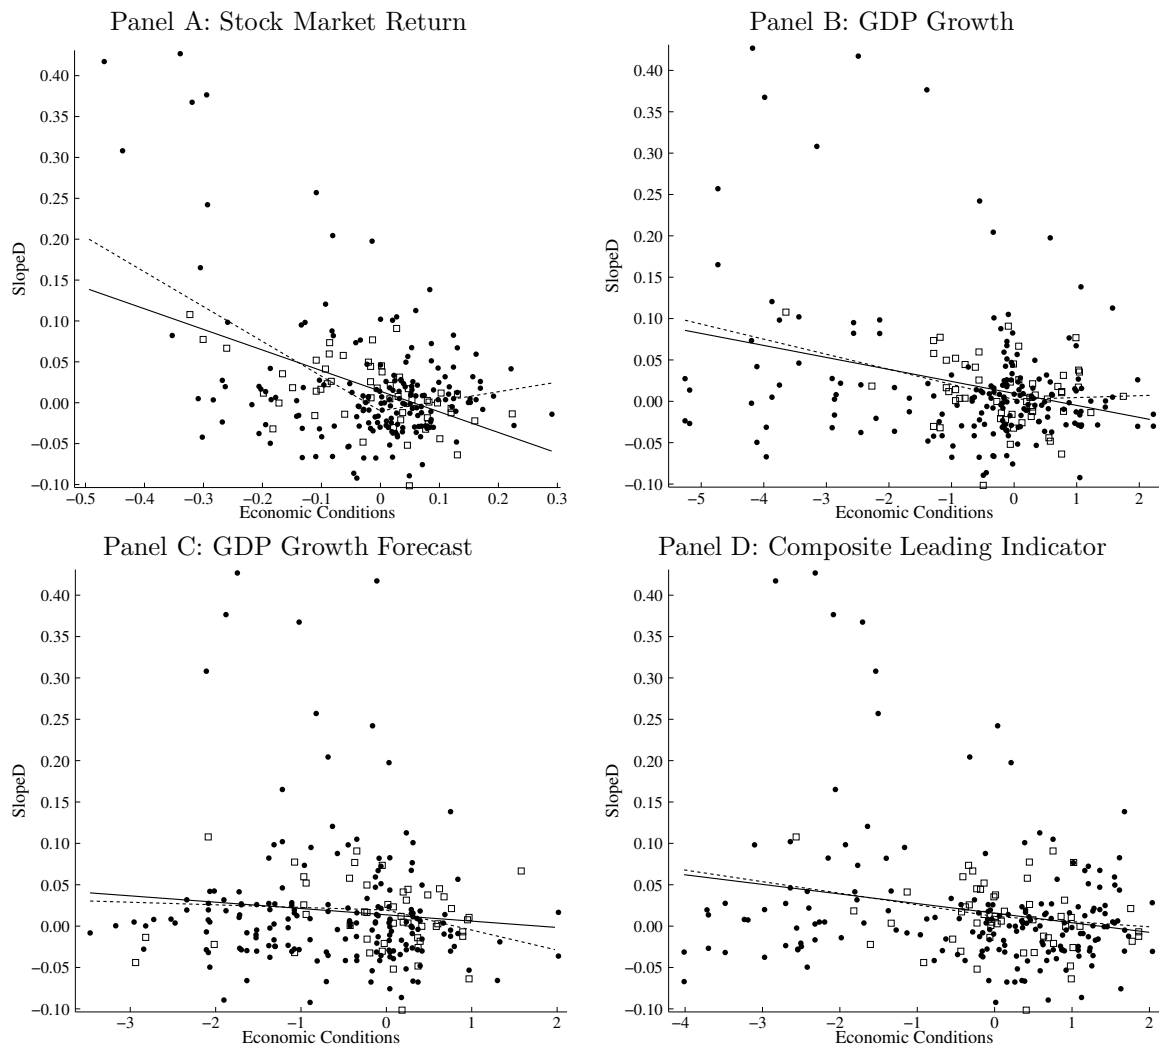 Panel A: Stock Market Return
0.40
0.35
0.30
0.25
0.20
0.15
0.10
0.05
0.00
−0.05
−0.10
SlopeD
−0.5 −0.4 −0.3 −0.2 −0.1 0 0.1 0.2 0.3
Economic Conditions
Panel B: GDP Growth
0.40
0.35
0.30
0.25
0.20
0.15
0.10
0.05
0.00
−0.05
−0.10
SlopeD
−5 −4 −3 −2 −1 0 1 2
Economic Conditions
Panel C: GDP Growth Forecast
0.40
0.35
0.30
0.25
0.20
0.15
0.10
0.05
0.00
−0.05
−0.10
SlopeD
−3 −2 −1 0 1 2
Economic Conditions
Panel D: Composite Leading Indicator
0.40
0.35
0.30
0.25
0.20
0.15
0.10
0.05
0.00
−0.05
−0.10
SlopeD
−4 −3 −2 −1 0 1 2
Economic Conditions